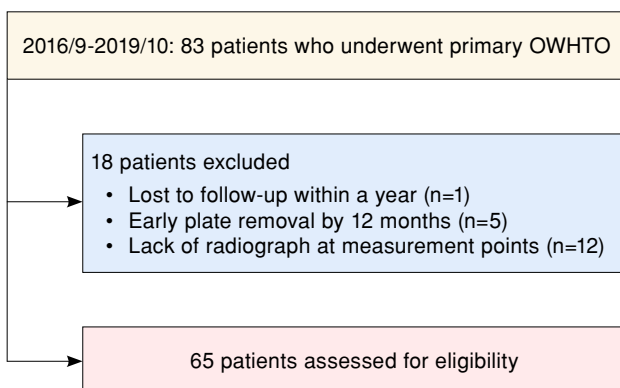 2016/9-2019/10: 83 patients who underwent primary OWHTO
18 patients excluded
• Lost to follow-up within a year (n=1)
• Early plate removal by 12 months (n=5)
• Lack of radiograph at measurement points (n=12)
65 patients assessed for eligibility